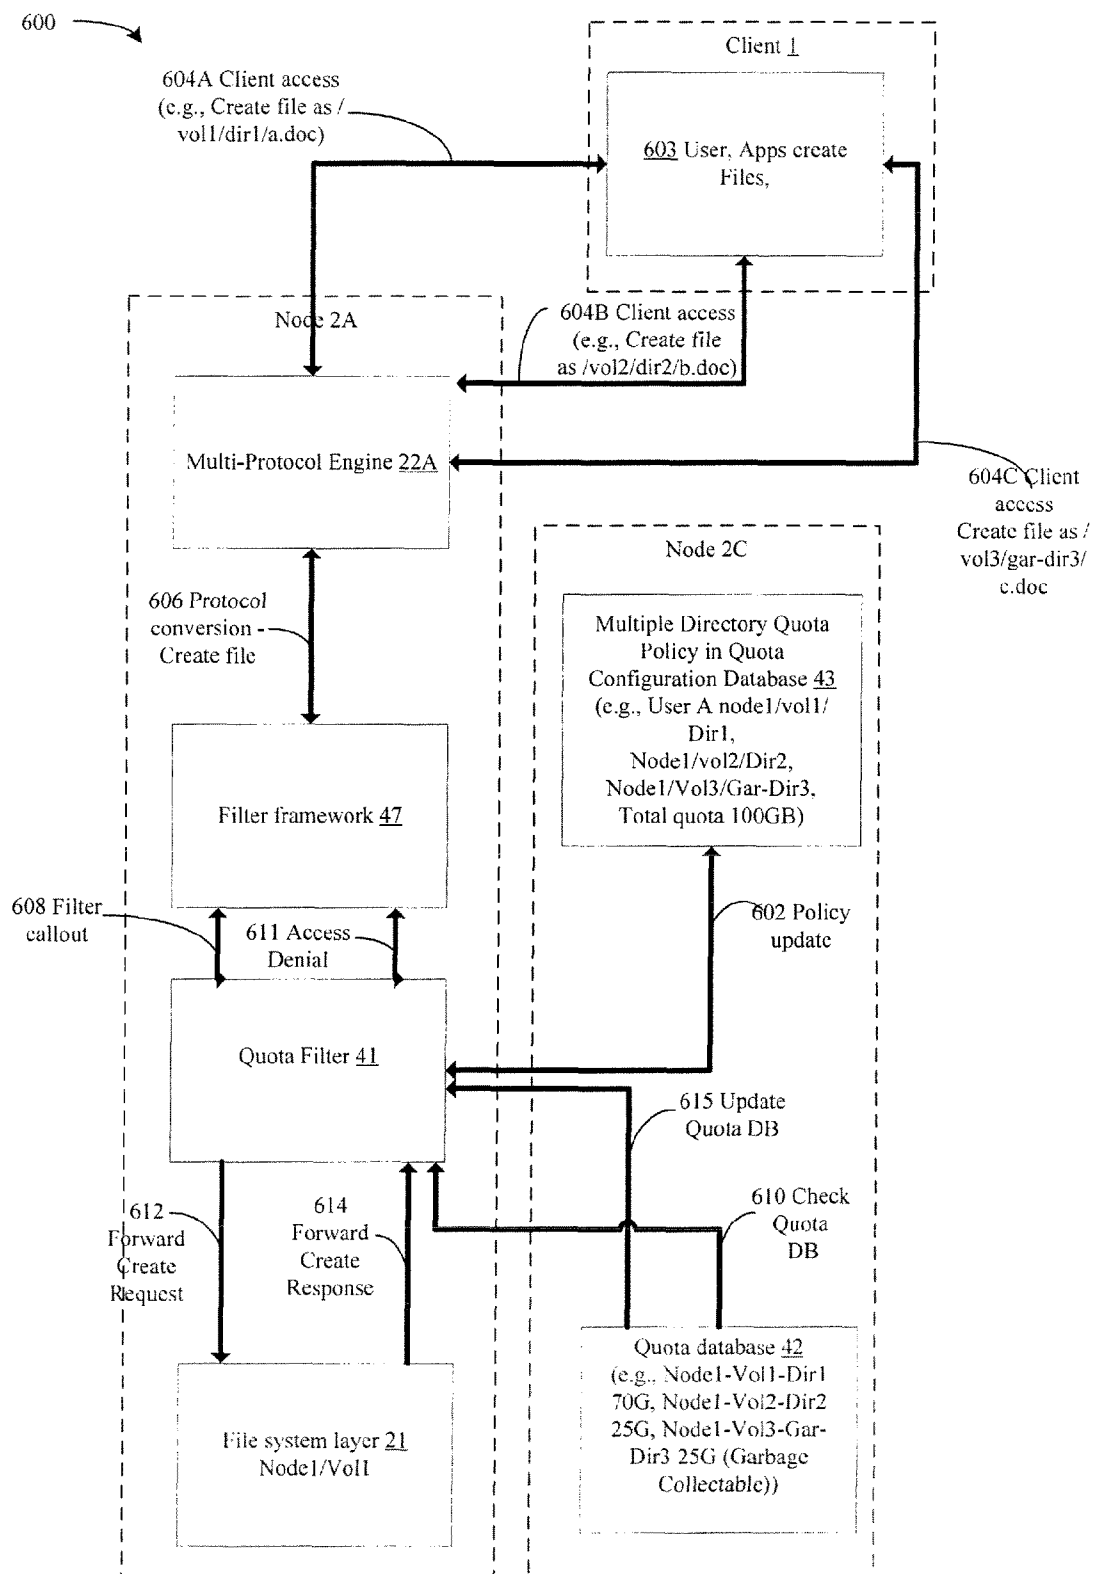 600
604A Client access
(e.g., Create file as /
vol1/dir1/a.doc)
Client 1
603 User, Apps create
Files,
Node 2A
604B Client access
(e.g., Create file
as /vol2/dir2/b.doc)
Multi-Protocol Engine 22A
604C Client
access
Create file as /
vol3/gar-dir3/
c.doc
606 Protocol
conversion -
Create file
Node 2C
Multiple Directory Quota
Policy in Quota
Configuration Database 43
(e.g., User A node1/vol1/
Dir1,
Node1/vol2/Dir2,
Node1/Vol3/Gar-Dir3,
Total quota 100GB)
Filter framework 47
608 Filter
callout
611 Access
Denial
602 Policy
update
Quota Filter 41
615 Update
Quota DB
612
Forward
Create
Request
614
Forward
Create
Response
610 Check
Quota
DB
File system layer 21
Node1/Vol1
Quota database 42
(e.g., Node1-Vol1-Dir1
70G, Node1-Vol2-Dir2
25G, Node1-Vol3-Gar-
Dir3 25G (Garbage
Collectable))